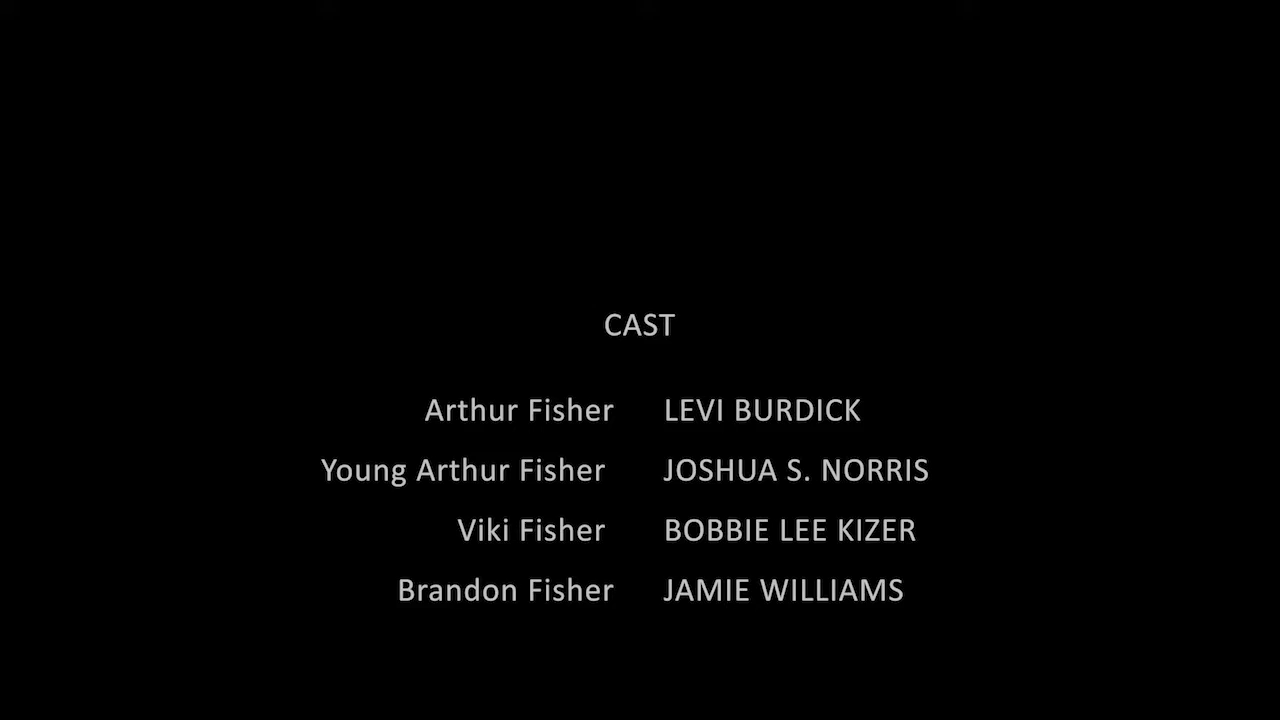 CAST
Arthur Fisher LEVI BURDICK
Young Arthur Fisher JOSHUA S. NORRIS
Viki Fisher BOBBIE LEE KIZER
Brandon Fisher JAMIE WILLIAMS